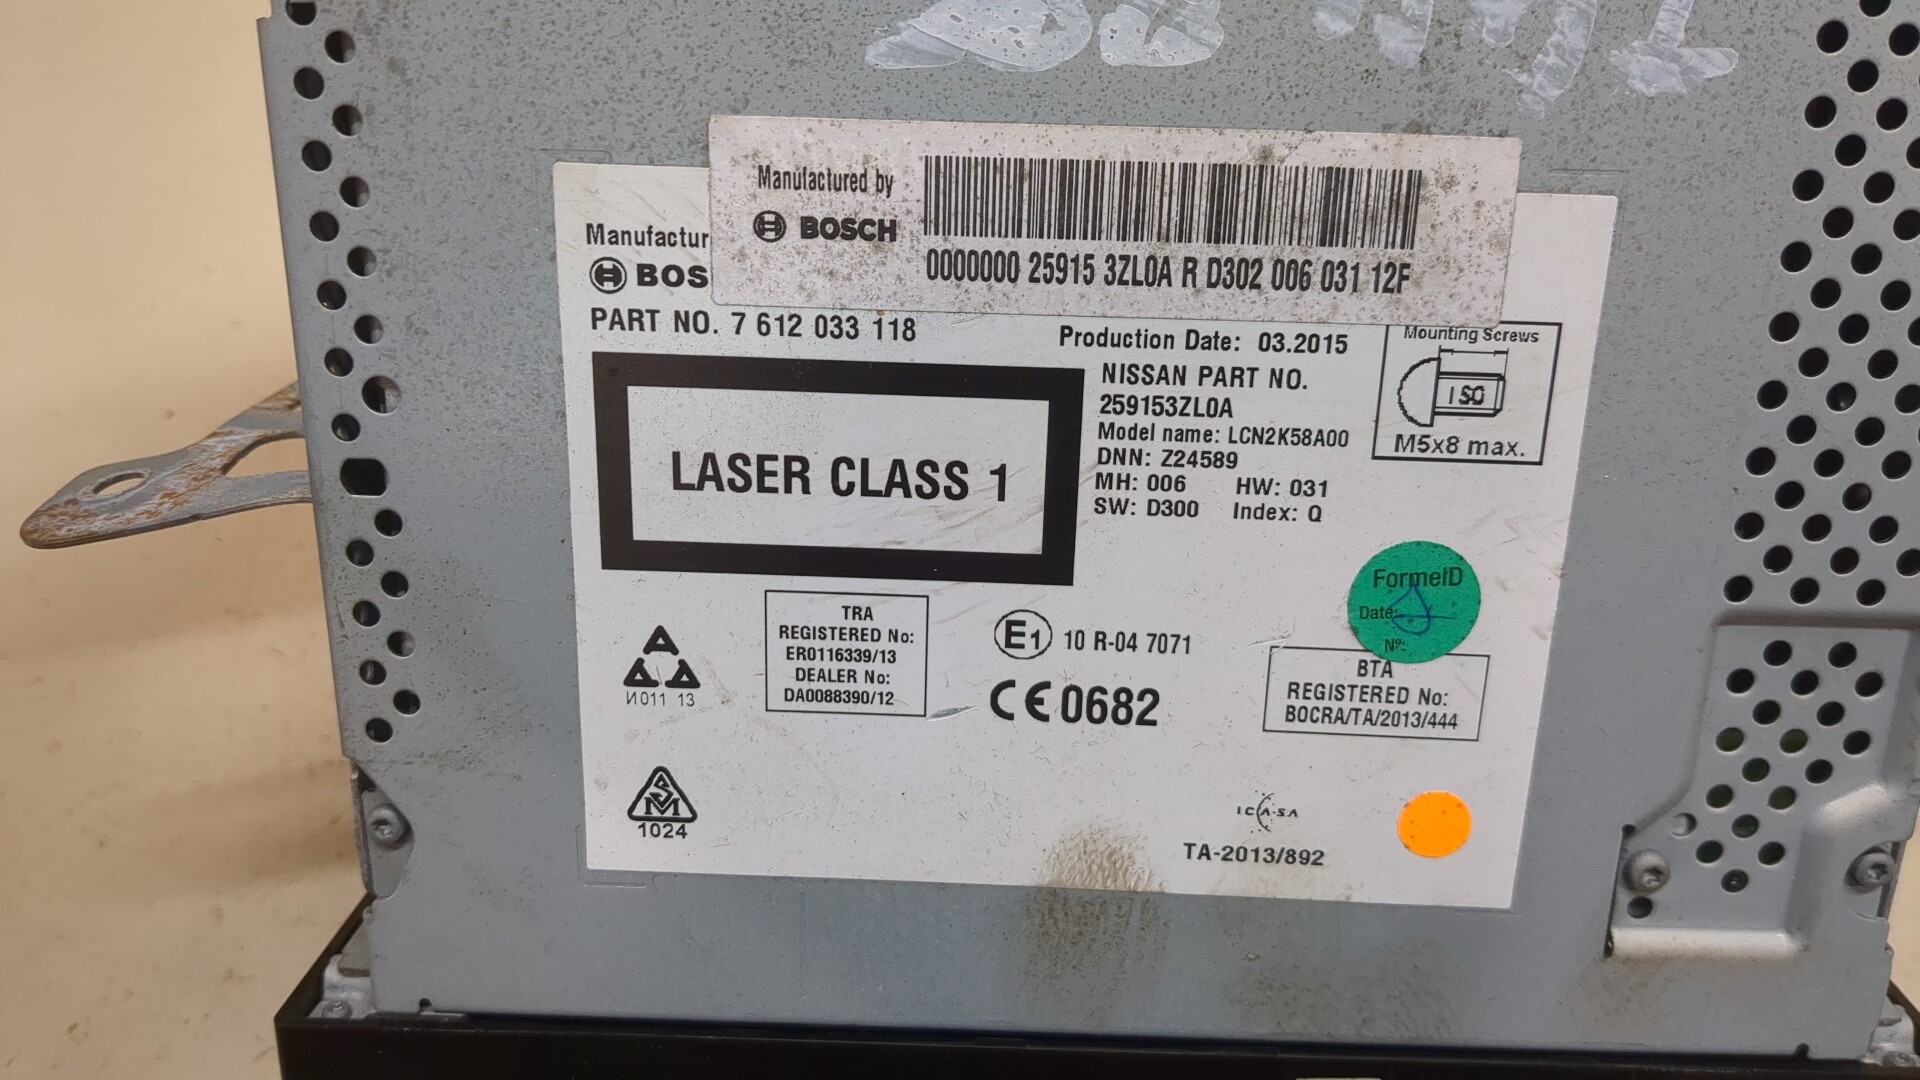 Manufactured by
BOSCH
0000000 25915 3ZL0A R D302 006 031 12F
Manufactur
BOS
PART NO. 7 612 033 118
Production Date: 03.2015
NISSAN PART NO.
259153ZL0A
Model name: LCN2K58A00
DNN: Z24589
MH: 006 HW: 031
SW: D300 Index: Q
Mounting Screws
ISO
M5x8 max.
LASER CLASS 1
FormelD
Date:
Nº:
TRA
REGISTERED No:
ER0116339/13
DEALER No:
DA0088390/12
E1 10 R-04 7071
CE 0682
BTA
REGISTERED No:
BOCRA/TA/2013/444
И011 13
SM
1024
ICASA
TA-2013/892